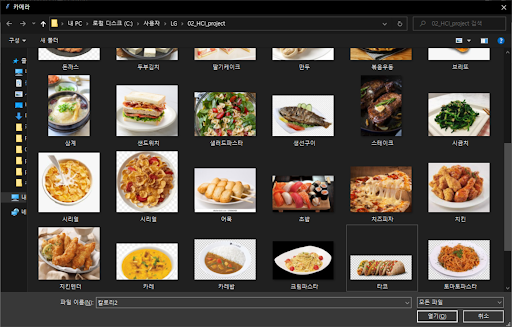 카메라
내 PC > 로컬 디스크 (C:) > 사용자 > LG > 02_HCI_project
02_HCI_project 검색
구성 새 폴더
돈까스 두부김치 딸기케이크 만두 볶음우동 브리또
삼계 샌드위치 샐러드파스타 생선구이 스테이크 시금치
시리얼 시리얼 어묵 초밥 치즈피자 치킨
치킨텐더 카레 카레밥 크림파스타 타코 토마토파스타
파일 이름(N): 칼로리2 모든 파일
열기(O) 취소